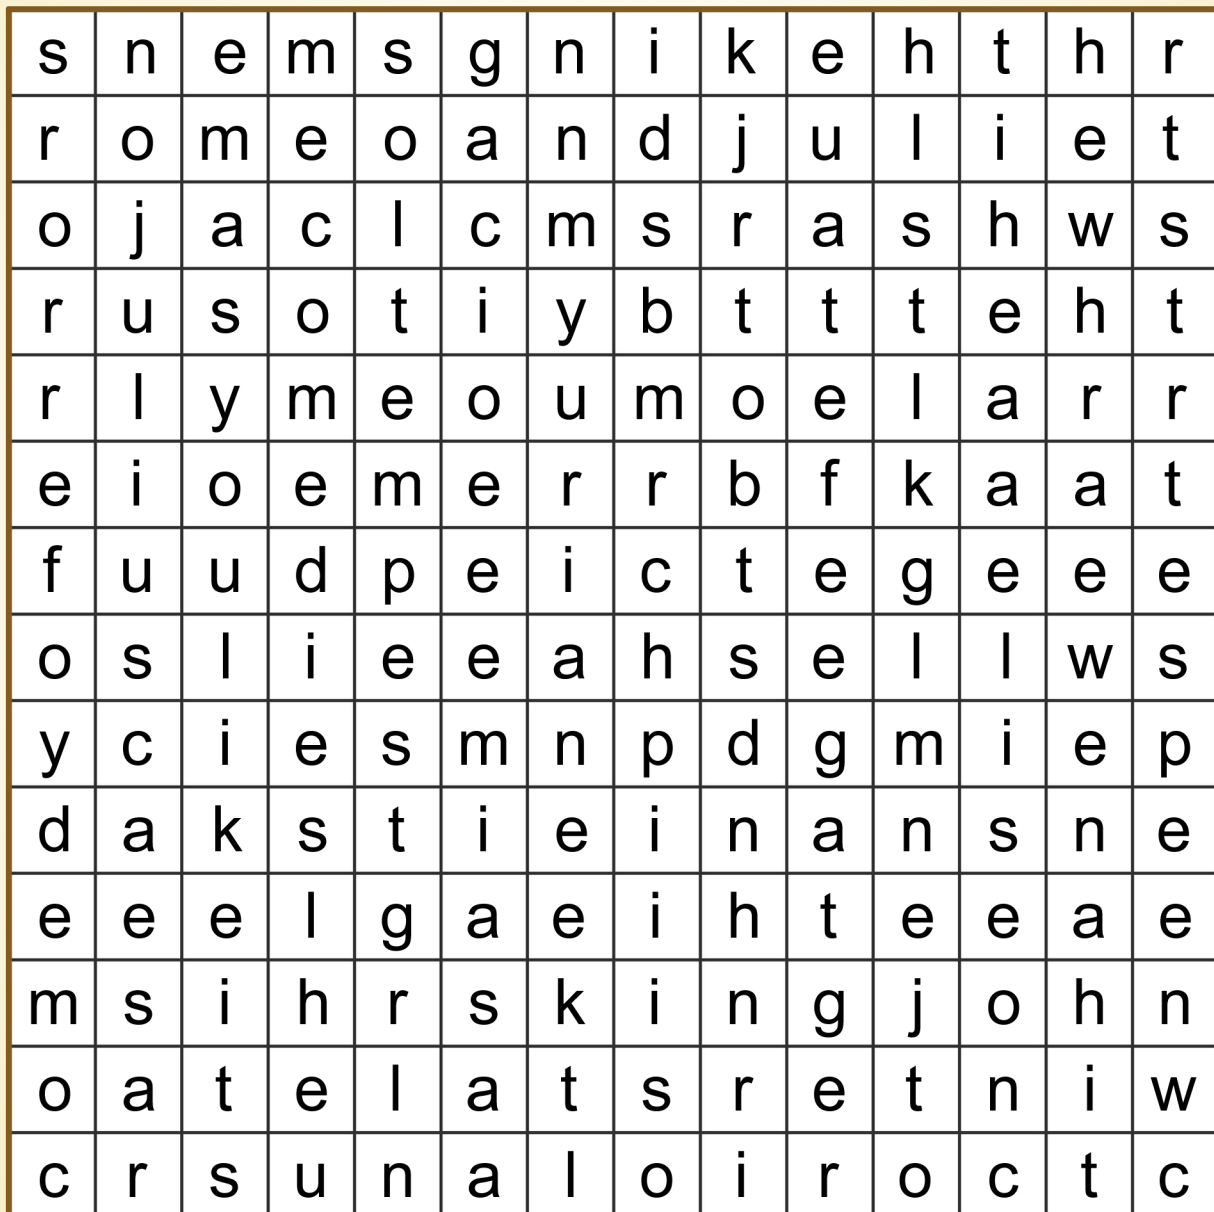 s n e m s g n i k e h t h r
r o m e o a n d j u l i e t
o j a c l c m s r a s h w s
r u s o t i y b t t t e h t
r l y m e o u m o e l a r r
e i o e m e r r b f k a a t
f u u d p e i c t e g e e e
o s l i e e a h s e l l w s
y c i e s m n p d g m i e p
d a k s t i e i n a n s n e
e e e l g a e i h t e e a e
m s i h r s k i n g j o h n
o a t e l a t s r e t n i w
c r s u n a l o i r o c t c